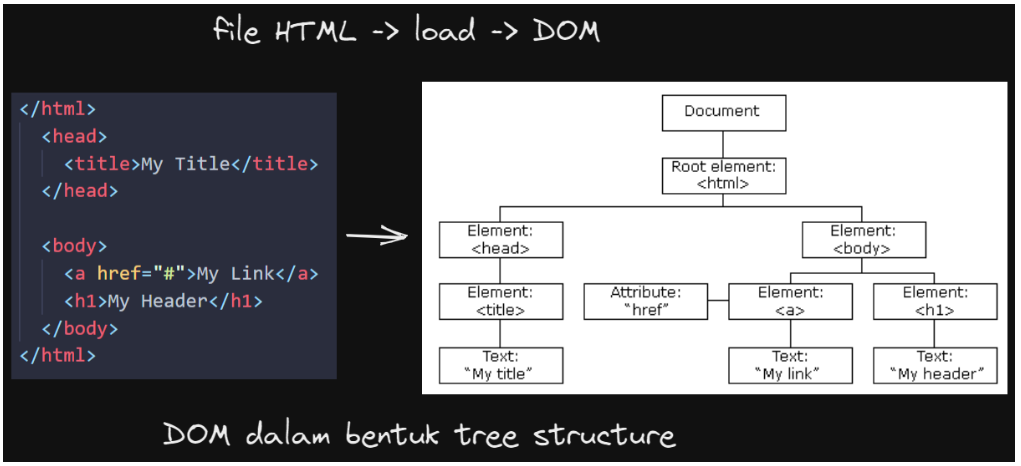 file HTML -> load -> DOM
</html>
<head>
<title>My Title</title>
</head>
<body>
<a href="#">My Link</a>
<h1>My Header</h1>
</body>
</html>
Document
Root element:
<html>
Element:
<head>
Element:
<body>
Element:
<title>
Attribute:
"href"
Element:
<a>
Element:
<h1>
Text:
"My title"
Text:
"My link"
Text:
"My header"
DOM dalam bentuk tree structure